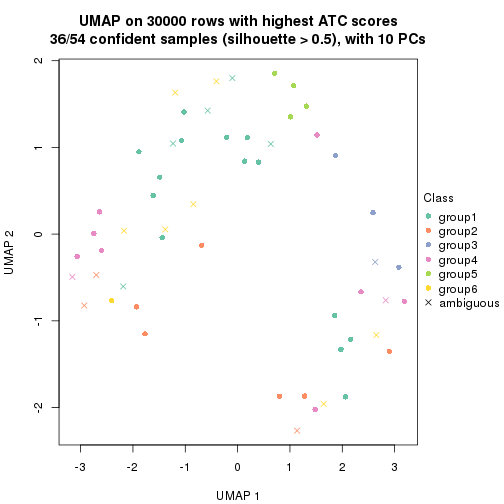 UMAP on 30000 rows with highest ATC scores
36/54 confident samples (silhouette > 0.5), with 10 PCs
2
1
0
-1
-2
UMAP 2
-3
-2
-1
0
1
2
3
UMAP 1
Class
group1
group2
group3
group4
group5
group6
ambiguous